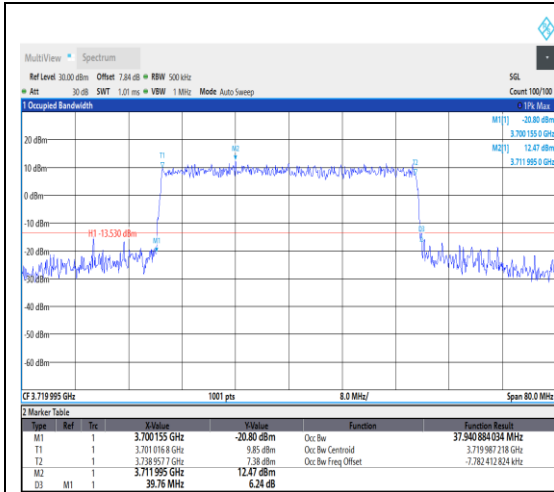 MultiView Spectrum
Ref Level 30.00 dBm Offset 7.84 dB RBW 500 kHz SGL
Att 30 dB SWT 1.01 ms VBW 1 MHz Mode Auto Sweep Count 100/100
1 Occupied Bandwidth 1Pk Max
M1[1] -20.80 dBm
3.700 155 0 GHz
M2[1] 12.47 dBm
3.711 995 0 GHz
20 dBm
T1 M2 T2
10 dBm
0 dBm
-10 dBm
H1 -13.530 dBm
M1 D3
-20 dBm
-30 dBm
-40 dBm
-50 dBm
-60 dBm
CF 3.719 995 GHz 1001 pts 8.0 MHz/ Span 80.0 MHz
2 Marker Table
Type Ref Trc X-Value Y-Value Function Function Result
M1 1 3.700 155 GHz -20.80 dBm Occ Bw 37.940 884 034 MHz
T1 1 3.701 016 8 GHz 9.85 dBm Occ Bw Centroid 3.719 987 218 GHz
T2 1 3.738 957 7 GHz 7.38 dBm Occ Bw Freq Offset -7.782 412 824 kHz
M2 1 3.711 995 GHz 12.47 dBm
D3 M1 1 39.76 MHz 6.24 dB